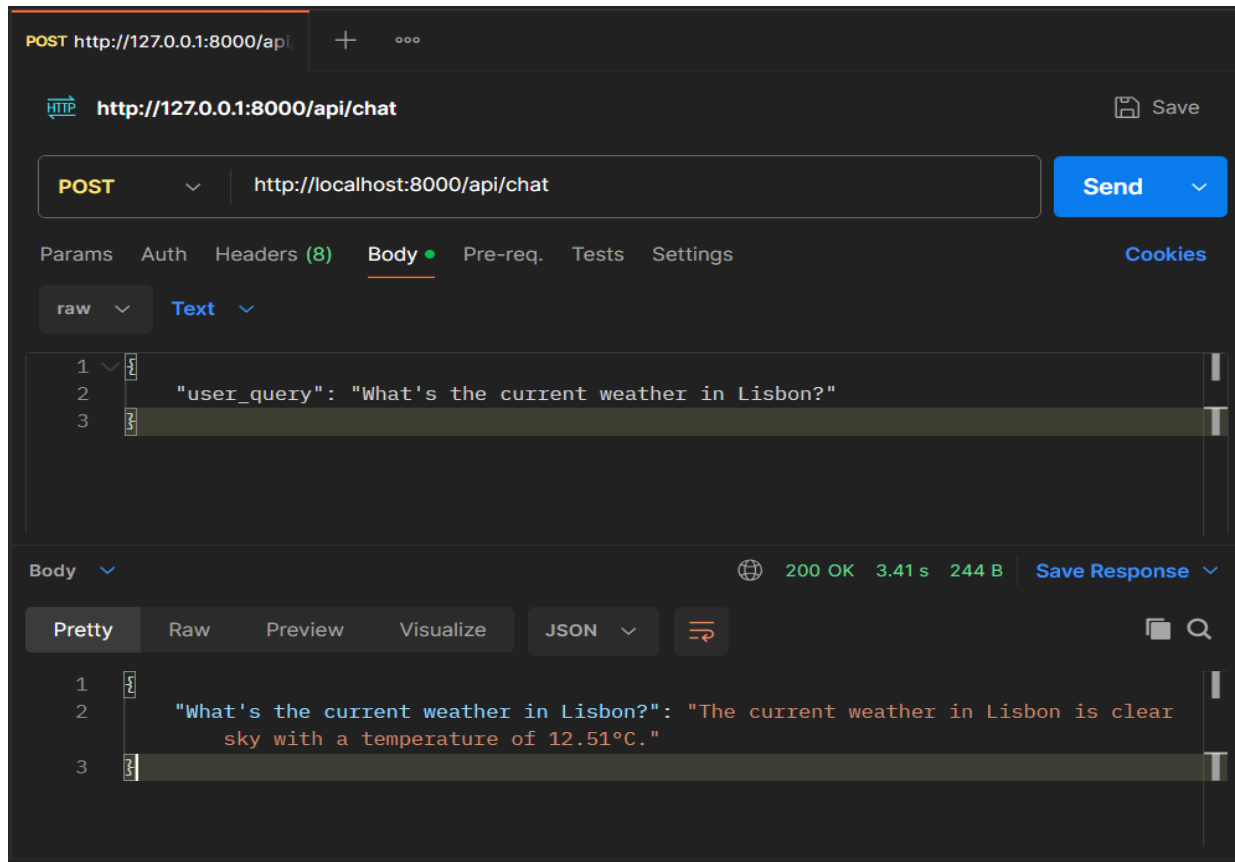 POST http://127.0.0.1:8000/api
HTTP http://127.0.0.1:8000/api/chat Save
POST http://localhost:8000/api/chat Send
Params Auth Headers (8) Body Pre-req. Tests Settings Cookies
raw Text
1 {
2 "user_query": "What's the current weather in Lisbon?"
3 }
Body 200 OK 3.41 s 244 B Save Response
Pretty Raw Preview Visualize JSON
1 {
2 "What's the current weather in Lisbon?": "The current weather in Lisbon is clear
sky with a temperature of 12.51°C."
3 }